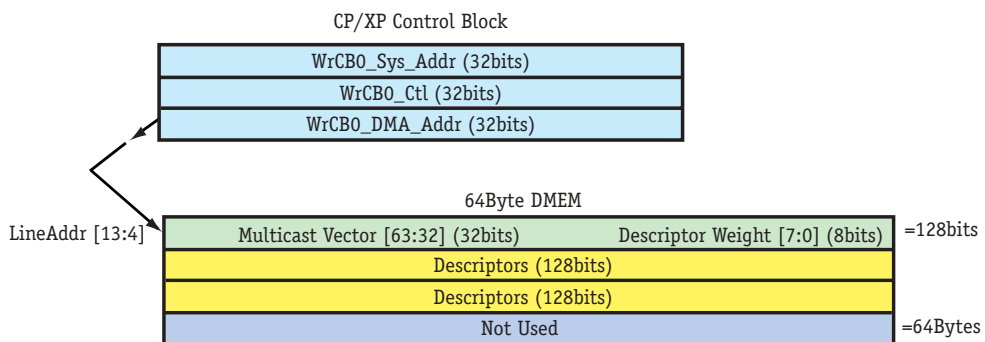 CP/XP Control Block
WrCB0_Sys_Addr (32bits)
WrCB0_Ctl (32bits)
WrCB0_DMA_Addr (32bits)
64Byte DMEM
LineAddr [13:4] Multicast Vector [63:32] (32bits) Descriptor Weight [7:0] (8bits) =128bits
Descriptors (128bits)
Descriptors (128bits)
Not Used =64Bytes